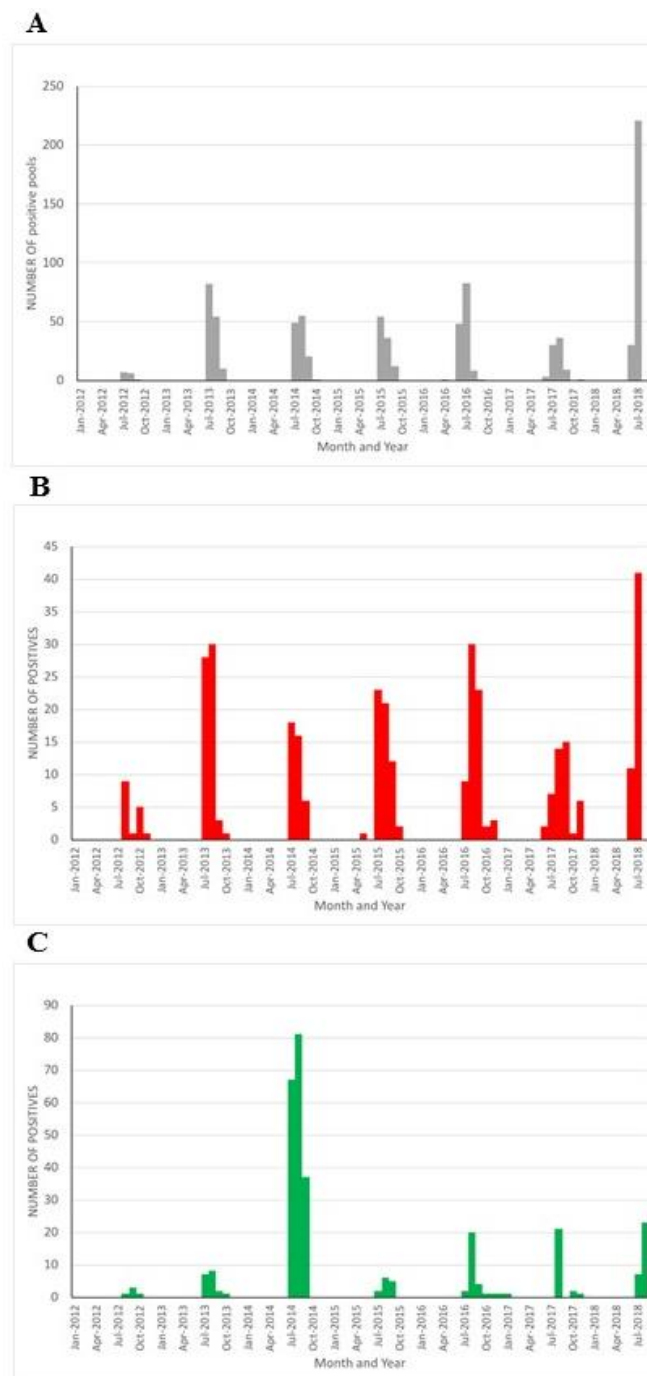 A
250
200
150
100
50
0
NUMBER OF positive pools
Jan-2012
Apr-2012
Jul-2012
Oct-2012
Jan-2013
Apr-2013
Jul-2013
Oct-2013
Jan-2014
Apr-2014
Jul-2014
Oct-2014
Jan-2015
Apr-2015
Jul-2015
Oct-2015
Jan-2016
Apr-2016
Jul-2016
Oct-2016
Jan-2017
Apr-2017
Jul-2017
Oct-2017
Jan-2018
Apr-2018
Jul-2018
Month and Year
B
45
40
35
30
25
20
15
10
5
0
NUMBER OF POSITIVES
Jan-2012
Apr-2012
Jul-2012
Oct-2012
Jan-2013
Apr-2013
Jul-2013
Oct-2013
Jan-2014
Apr-2014
Jul-2014
Oct-2014
Jan-2015
Apr-2015
Jul-2015
Oct-2015
Jan-2016
Apr-2016
Jul-2016
Oct-2016
Jan-2017
Apr-2017
Jul-2017
Oct-2017
Jan-2018
Apr-2018
Jul-2018
Month and Year
C
90
80
70
60
50
40
30
20
10
0
NUMBER OF POSITIVES
Jan-2012
Apr-2012
Jul-2012
Oct-2012
Jan-2013
Apr-2013
Jul-2013
Oct-2013
Jan-2014
Apr-2014
Jul-2014
Oct-2014
Jan-2015
Apr-2015
Jul-2015
Oct-2015
Jan-2016
Apr-2016
Jul-2016
Oct-2016
Jan-2017
Apr-2017
Jul-2017
Oct-2017
Jan-2018
Apr-2018
Jul-2018
Month and Year